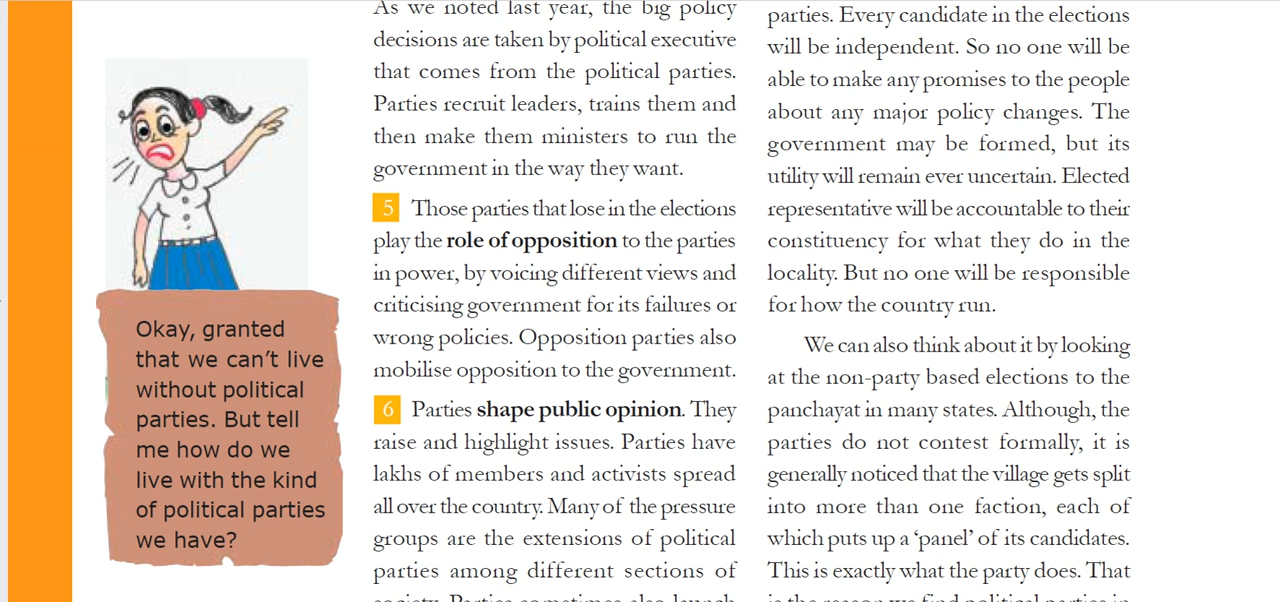 Okay, granted
that we can't live
without political
parties. But tell
me how do we
live with the kind
of political parties
we have?
As we noted last year, the big policy
decisions are taken by political executive
that comes from the political parties.
Parties recruit leaders, trains them and
then make them ministers to run the
government in the way they want.
5 Those parties that lose in the elections
play the role of opposition to the parties
in power, by voicing different views and
criticising government for its failures or
wrong policies. Opposition parties also
mobilise opposition to the government.
6 Parties shape public opinion. They
raise and highlight issues. Parties have
lakhs of members and activists spread
all over the country. Many of the pressure
groups are the extensions of political
parties among different sections of
society. Parties sometimes also launch
parties. Every candidate in the elections
will be independent. So no one will be
able to make any promises to the people
about any major policy changes. The
government may be formed, but its
utility will remain ever uncertain. Elected
representative will be accountable to their
constituency for what they do in the
locality. But no one will be responsible
for how the country run.
We can also think about it by looking
at the non-party based elections to the
panchayat in many states. Although, the
parties do not contest formally, it is
generally noticed that the village gets split
into more than one faction, each of
which puts up a ‘panel’ of its candidates.
This is exactly what the party does. That
is the reason we find political parties in